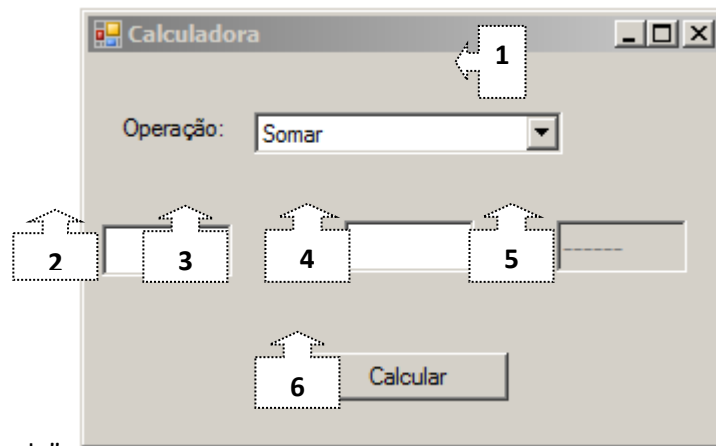 Calculadora
1
Operação:
Somar
2
3
4
5
------
6
Calcular